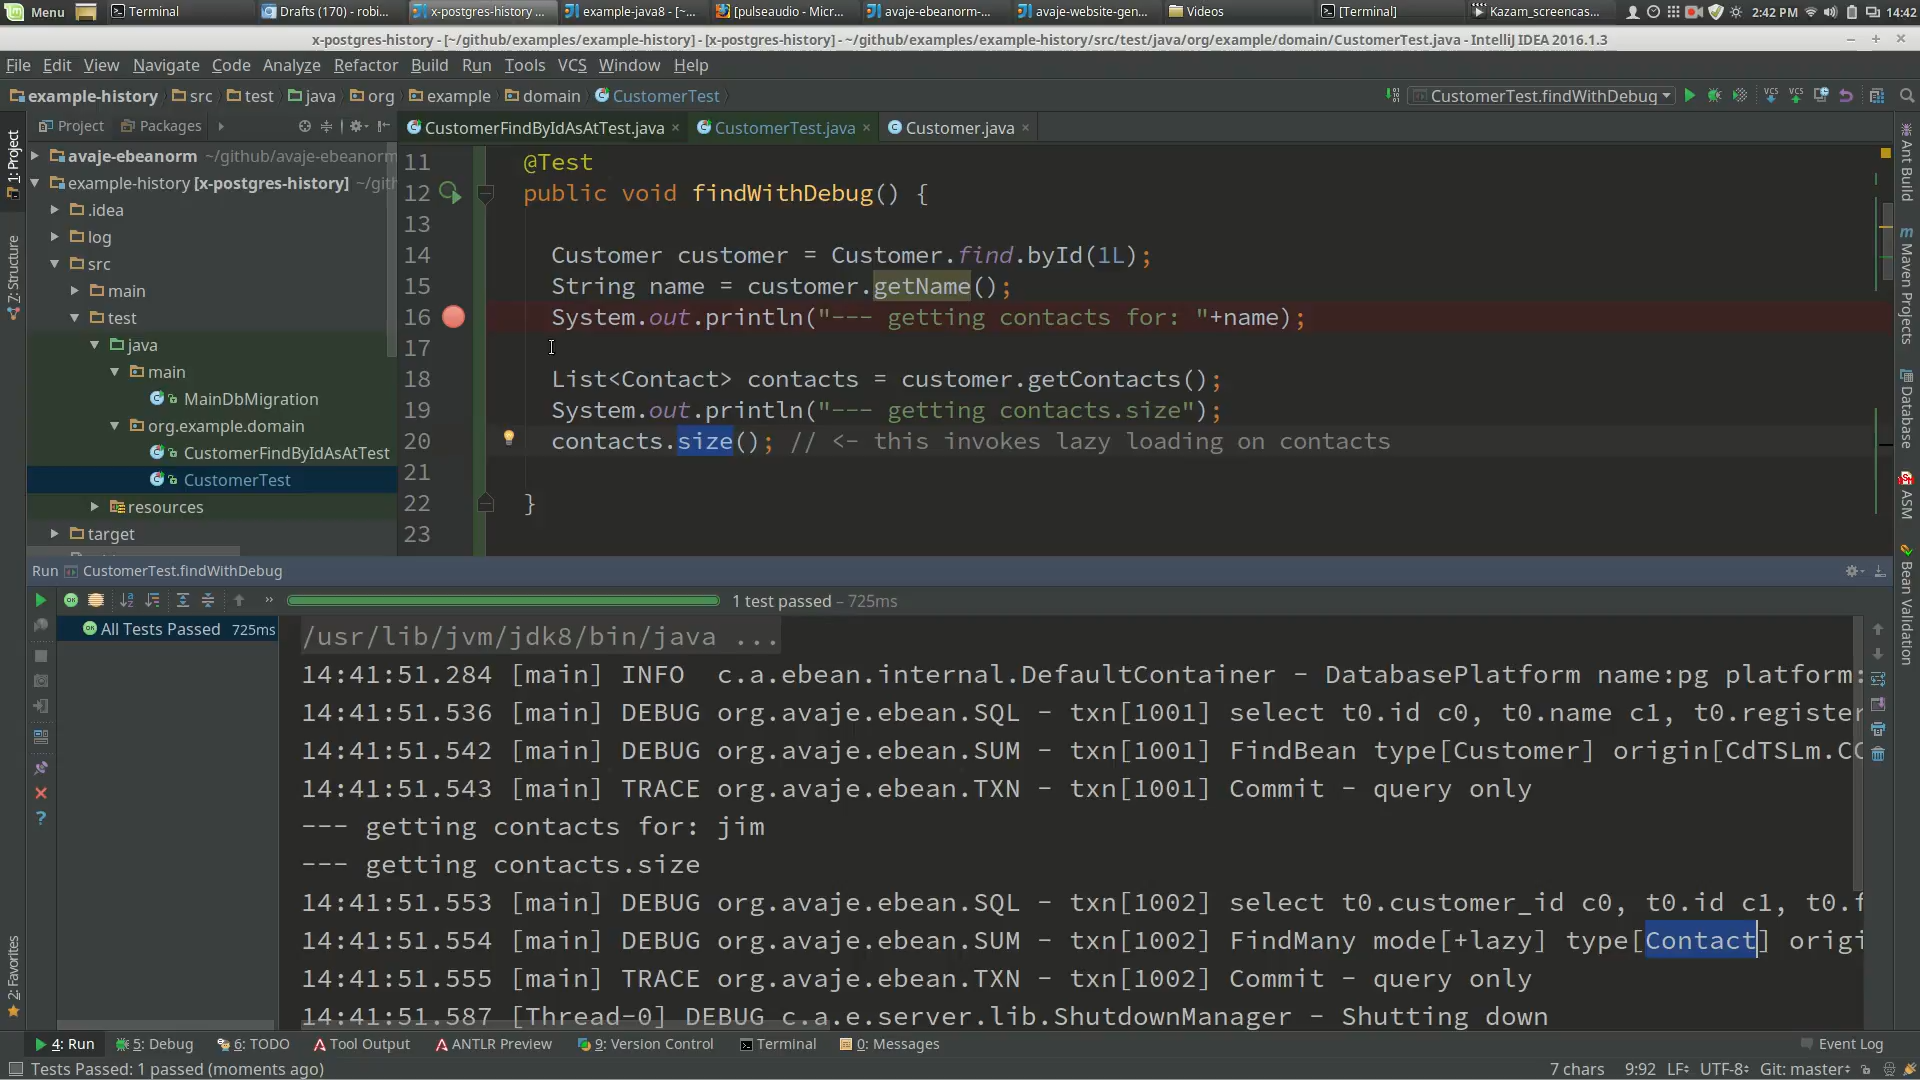 Menu Terminal Drafts (170) - robi... x-postgres-history ... example-java8 - [~... [pulseaudio - Micr... avaje-ebeanorm-... avaje-website-gen... Videos [Terminal] Kazam_screencas... 2:42 PM 14:42
x-postgres-history - [~/github/examples/example-history] - [x-postgres-history] - ~/github/examples/example-history/src/test/java/org/example/domain/CustomerTest.java - IntelliJ IDEA 2016.1.3
File Edit View Navigate Code Analyze Refactor Build Run Tools VCS Window Help
example-history src test java org example domain CustomerTest CustomerTest.findWithDebug VCS VCS
Project Packages CustomerFindByIdAsAtTest.java CustomerTest.java Customer.java
1: Project
Z: Structure
2: Favorites
avaje-ebeanorm ~/github/avaje-ebeanorm
example-history [x-postgres-history] ~/git
.idea
log
src
main
test
java
main
MainDbMigration
org.example.domain
CustomerFindByIdAsAtTest
CustomerTest
resources
target
11 @Test
12 public void findWithDebug() {
13
14 Customer customer = Customer.find.byId(1L);
15 String name = customer.getName();
16 System.out.println("--- getting contacts for: "+name);
17
18 List<Contact> contacts = customer.getContacts();
19 System.out.println("--- getting contacts.size");
20 contacts.size(); // <- this invokes lazy loading on contacts
21
22 }
23
Ant Build
Maven Projects
Database
ASM
Bean Validation
Run CustomerTest.findWithDebug
1 test passed – 725ms
All Tests Passed 725ms
/usr/lib/jvm/jdk8/bin/java ...
14:41:51.284 [main] INFO  c.a.ebean.internal.DefaultContainer - DatabasePlatform name:pg platform:
14:41:51.536 [main] DEBUG org.avaje.ebean.SQL - txn[1001] select t0.id c0, t0.name c1, t0.register
14:41:51.542 [main] DEBUG org.avaje.ebean.SUM - txn[1001] FindBean type[Customer] origin[CdTSLm.CC
14:41:51.543 [main] TRACE org.avaje.ebean.TXN - txn[1001] Commit - query only
--- getting contacts for: jim
--- getting contacts.size
14:41:51.553 [main] DEBUG org.avaje.ebean.SQL - txn[1002] select t0.customer_id c0, t0.id c1, t0.f
14:41:51.554 [main] DEBUG org.avaje.ebean.SUM - txn[1002] FindMany mode[+lazy] type[Contact] origi
14:41:51.555 [main] TRACE org.avaje.ebean.TXN - txn[1002] Commit - query only
14:41:51.587 [Thread-0] DEBUG c.a.e.server.lib.ShutdownManager - Shutting down
4: Run 5: Debug 6: TODO Tool Output ANTLR Preview 9: Version Control Terminal 0: Messages Event Log
Tests Passed: 1 passed (moments ago) 7 chars 9:92 LF UTF-8 Git: master